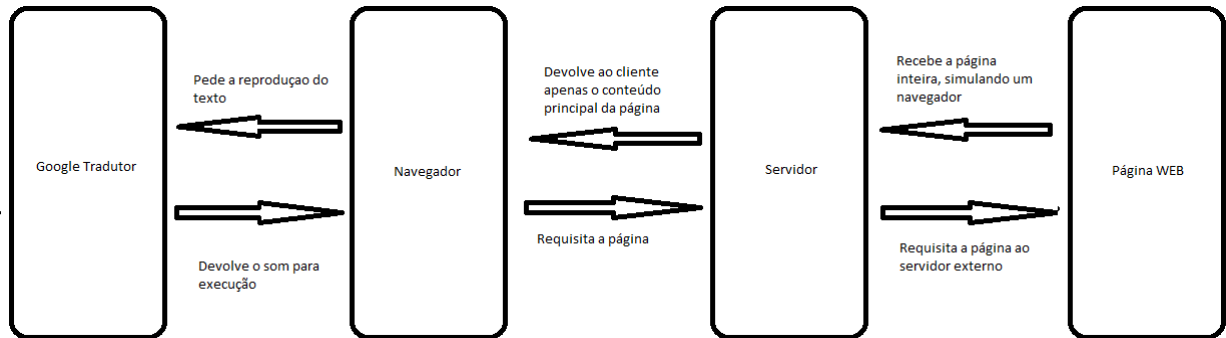 Google Tradutor
Pede a reproduçao do
texto
Devolve o som para
execução
Navegador
Devolve ao cliente
apenas o conteúdo
principal da página
Requisita a página
Servidor
Recebe a página
inteira, simulando um
navegador
Requisita a página ao
servidor externo
Página WEB